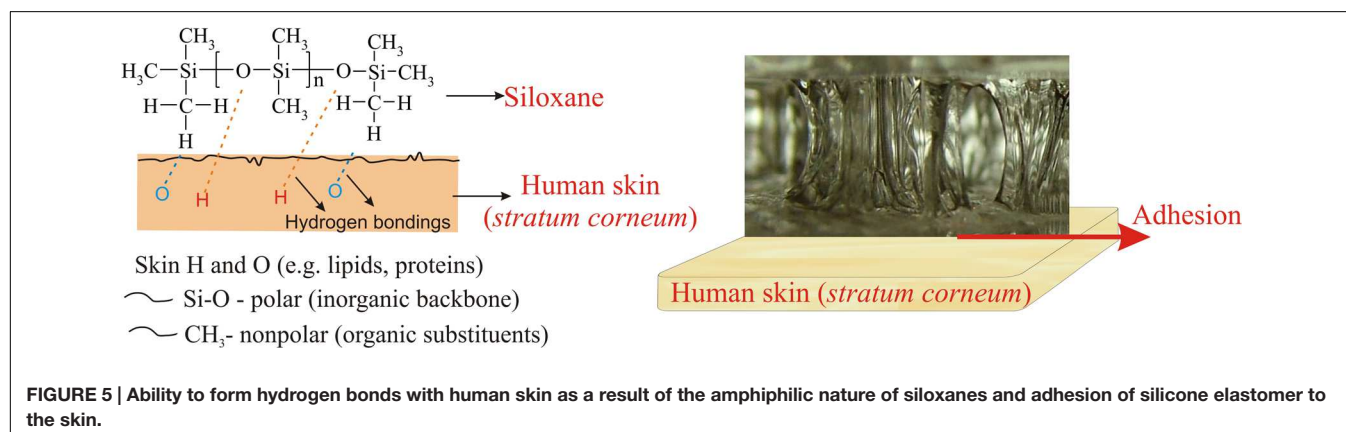 CH₃ CH₃ CH₃
H₃C Si O Si n O Si CH₃
H C H CH₃ H C H
H H
Siloxane
O H H O
Hydrogen bondings
Human skin
(stratum corneum)
Skin H and O (e.g. lipids, proteins)
Si-O - polar (inorganic backbone)
CH₃- nonpolar (organic substituents)
Adhesion
Human skin (stratum corneum)
FIGURE 5 | Ability to form hydrogen bonds with human skin as a result of the amphiphilic nature of siloxanes and adhesion of silicone elastomer to
the skin.